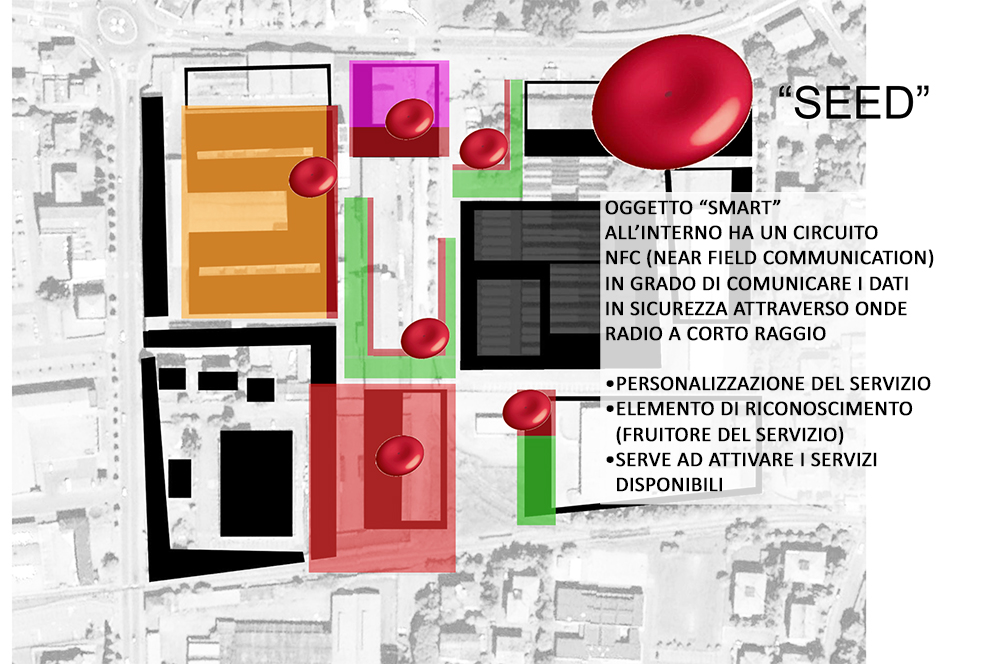 “SEED”
OGGETTO “SMART”
ALL’INTERNO HA UN CIRCUITO
NFC (NEAR FIELD COMMUNICATION)
IN GRADO DI COMUNICARE I DATI
IN SICUREZZA ATTRAVERSO ONDE
RADIO A CORTO RAGGIO
•PERSONALIZZAZIONE DEL SERVIZIO
•ELEMENTO DI RICONOSCIMENTO
(FRUITORE DEL SERVIZIO)
•SERVE AD ATTIVARE I SERVIZI
DISPONIBILI